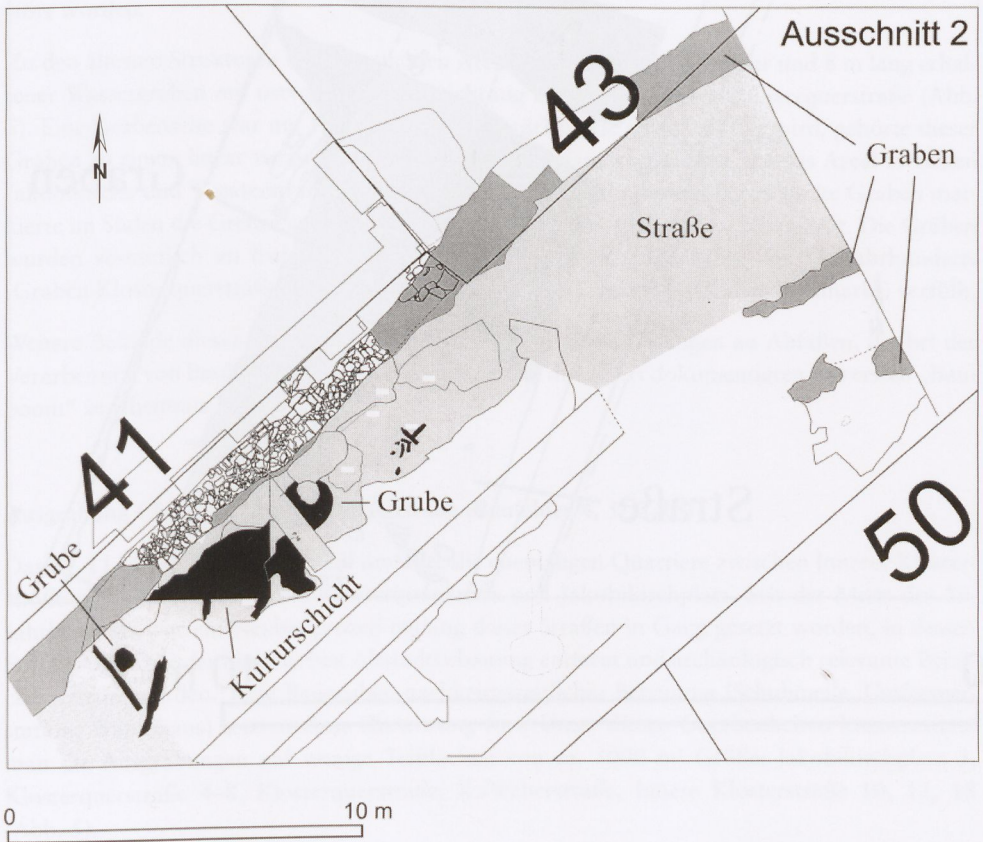 Ausschnitt 2
43
N
Graben
Straße
41
Grube
50
Grube
Kulturschicht
0 10 m